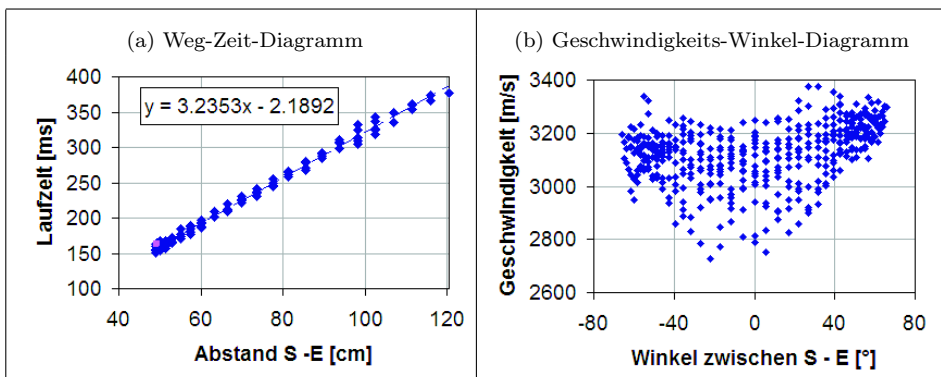 (a) Weg-Zeit-Diagramm
400
350
300
250
200
150
100
Laufzeit [ms]
y = 3.2353x - 2.1892
40 60 80 100 120
Abstand S -E [cm]
(b) Geschwindigkeits-Winkel-Diagramm
3400
3200
3000
2800
2600
Geschwindigkeit [m/s]
-80 -40 0 40 80
Winkel zwischen S - E [°]